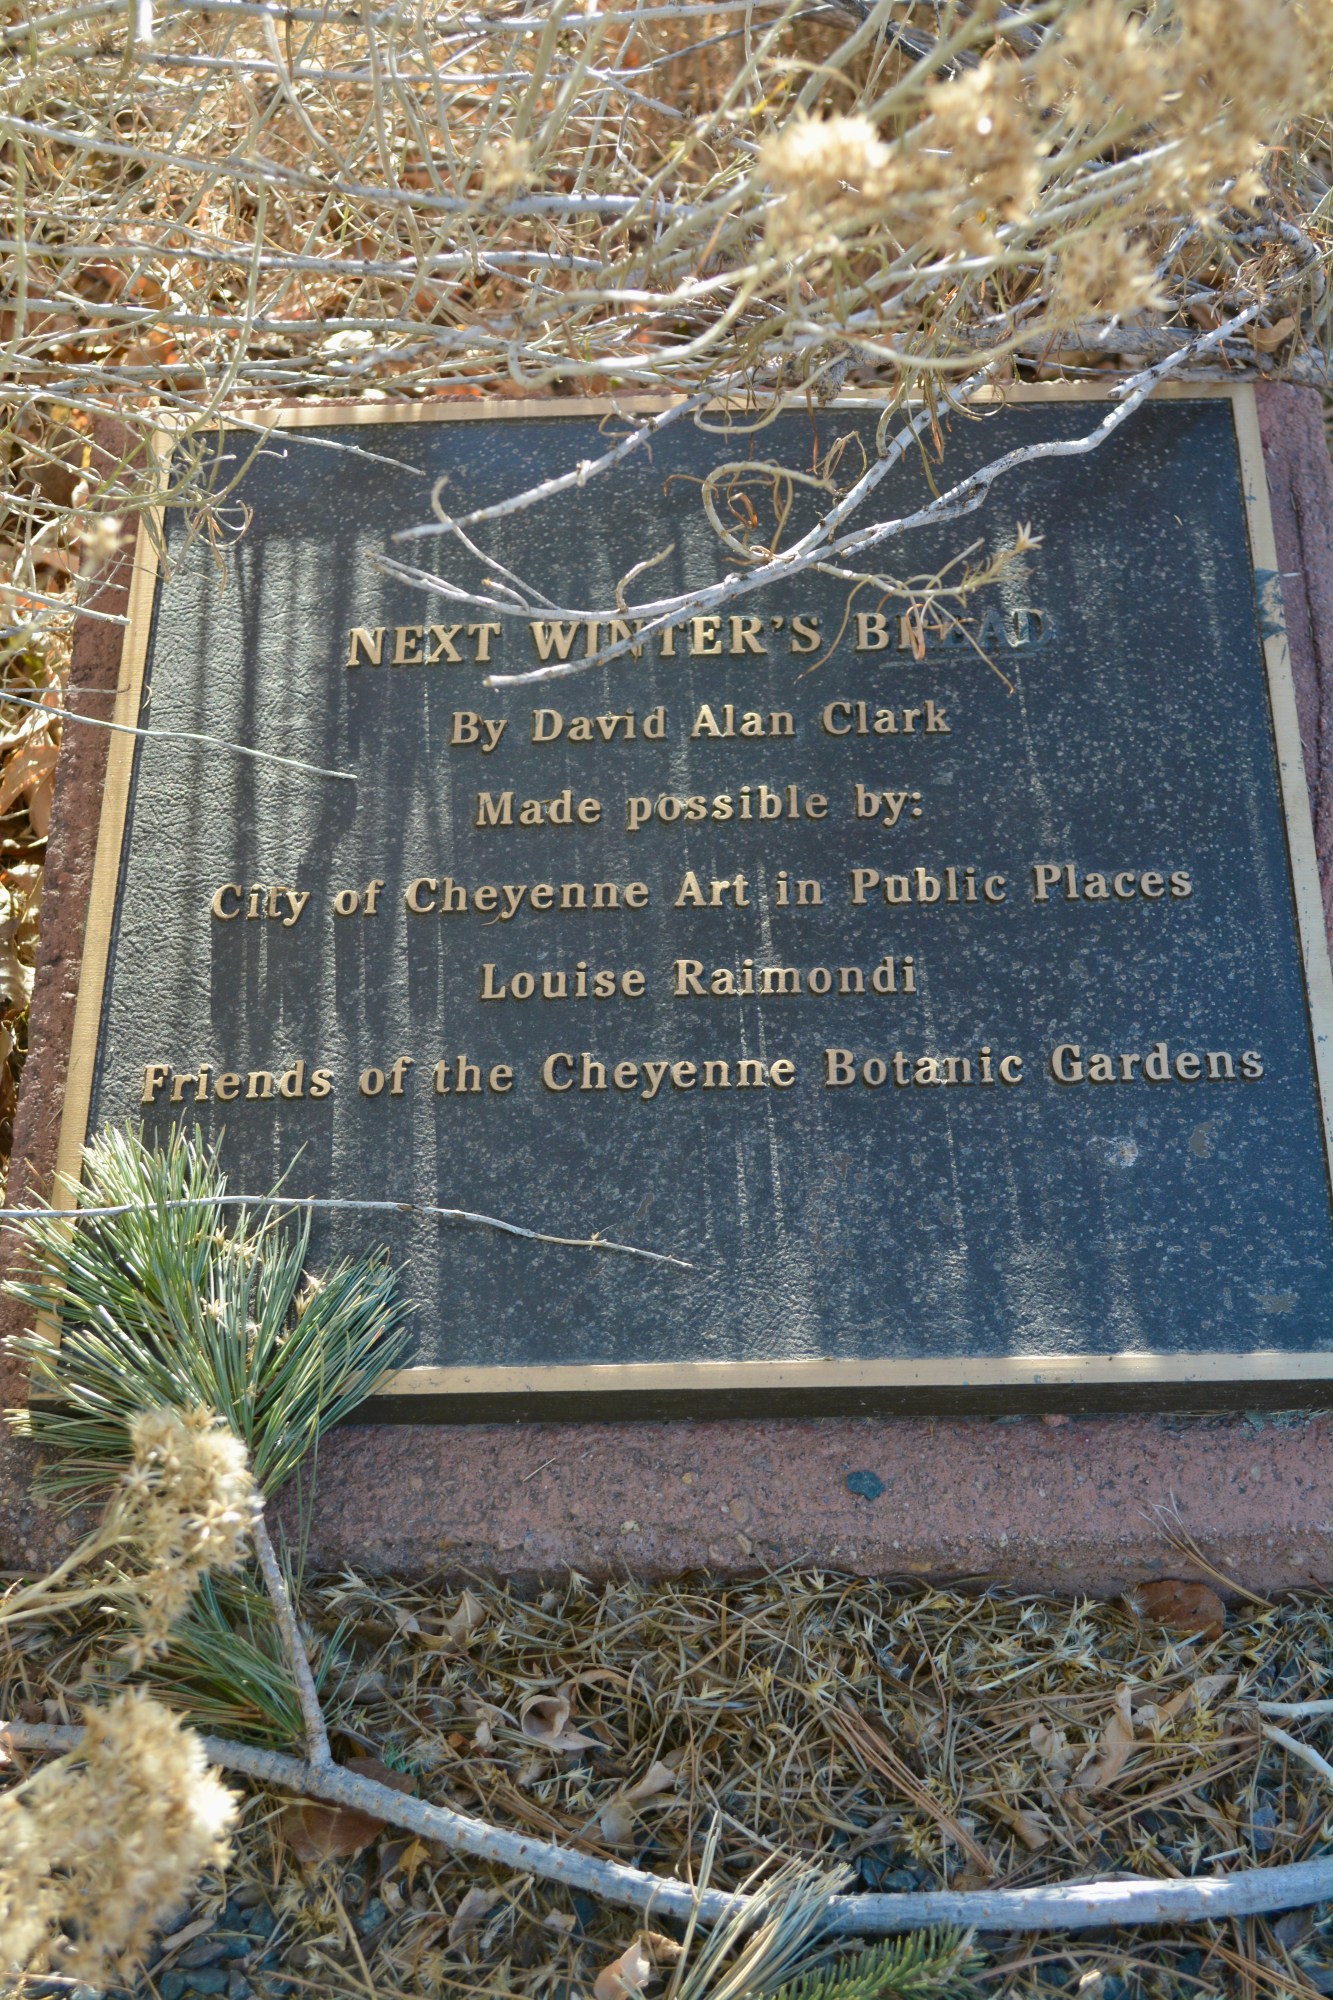 NEXT WINTER'S BREAD
By David Alan Clark
Made possible by:
City of Cheyenne Art in Public Places
Louise Raimondi
Friends of the Cheyenne Botanic Gardens